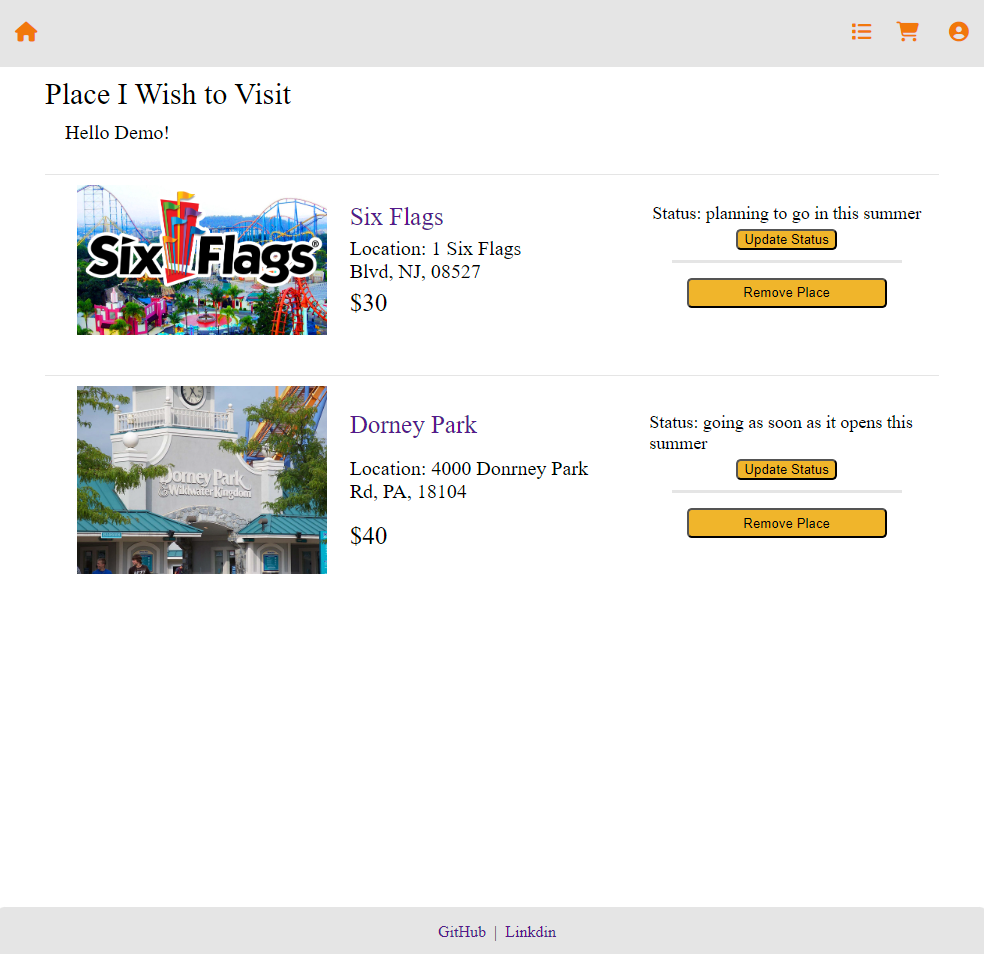 Place I Wish to Visit
Hello Demo!
Six Flags®
Six Flags
Location: 1 Six Flags
Blvd, NJ, 08527
$30
Status: planning to go in this summer
Update Status
Remove Place
Dorney Park
& Wildwater Kingdom
Dorney Park
Location: 4000 Donrney Park
Rd, PA, 18104
$40
Status: going as soon as it opens this
summer
Update Status
Remove Place
GitHub | Linkdin